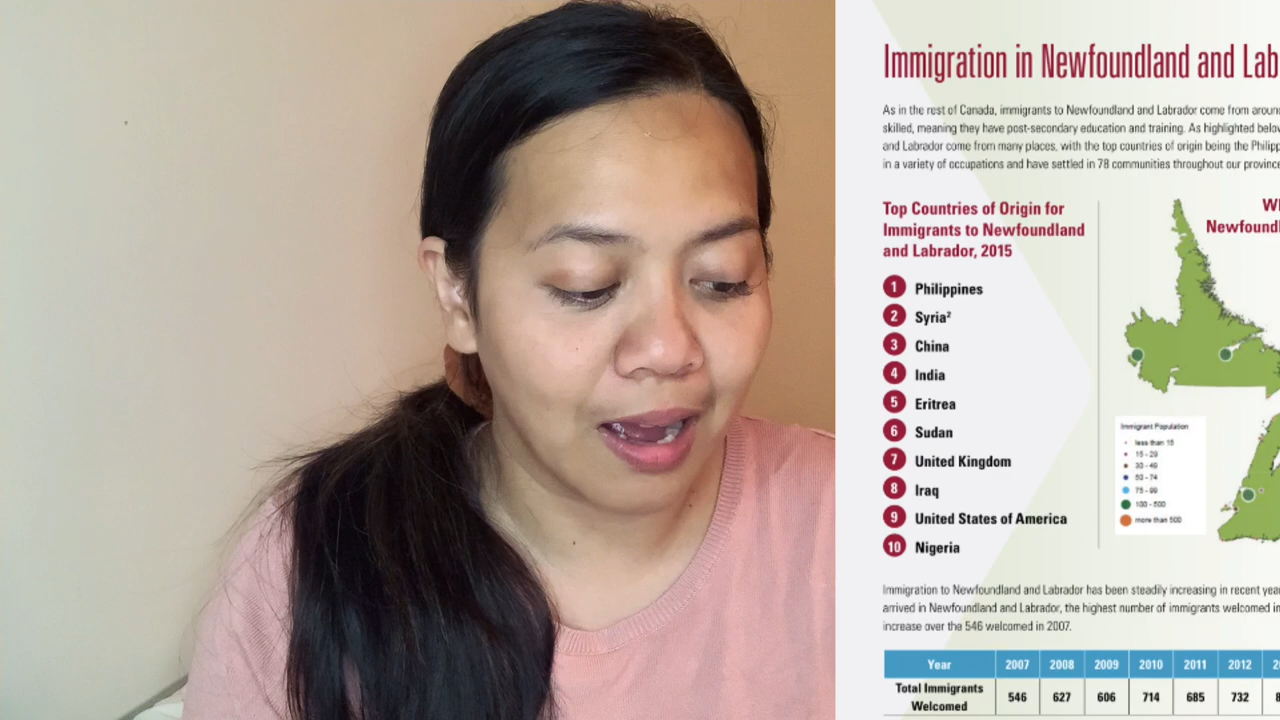 Immigration in Newfoundland and Lab
As in the rest of Canada, immigrants to Newfoundland and Labrador come from aroun
skilled, meaning they have post-secondary education and training. As highlighted below
and Labrador come from many places, with the top countries of origin being the Philipp
in a variety of occupations and have settled in 78 communities throughout our province
Top Countries of Origin for
Immigrants to Newfoundland
and Labrador, 2015
1 Philippines
2 Syria²
3 China
4 India
5 Eritrea
6 Sudan
7 United Kingdom
8 Iraq
9 United States of America
10 Nigeria
Wh
Newfoundl
Immigrant Population
less than 15
15 - 29
30 - 49
50 - 74
75 - 99
100 - 500
more than 500
Immigration to Newfoundland and Labrador has been steadily increasing in recent year
arrived in Newfoundland and Labrador, the highest number of immigrants welcomed in
increase over the 546 welcomed in 2007.
Year 2007 2008 2009 2010 2011 2012 20
Total Immigrants
Welcomed 546 627 606 714 685 732 8